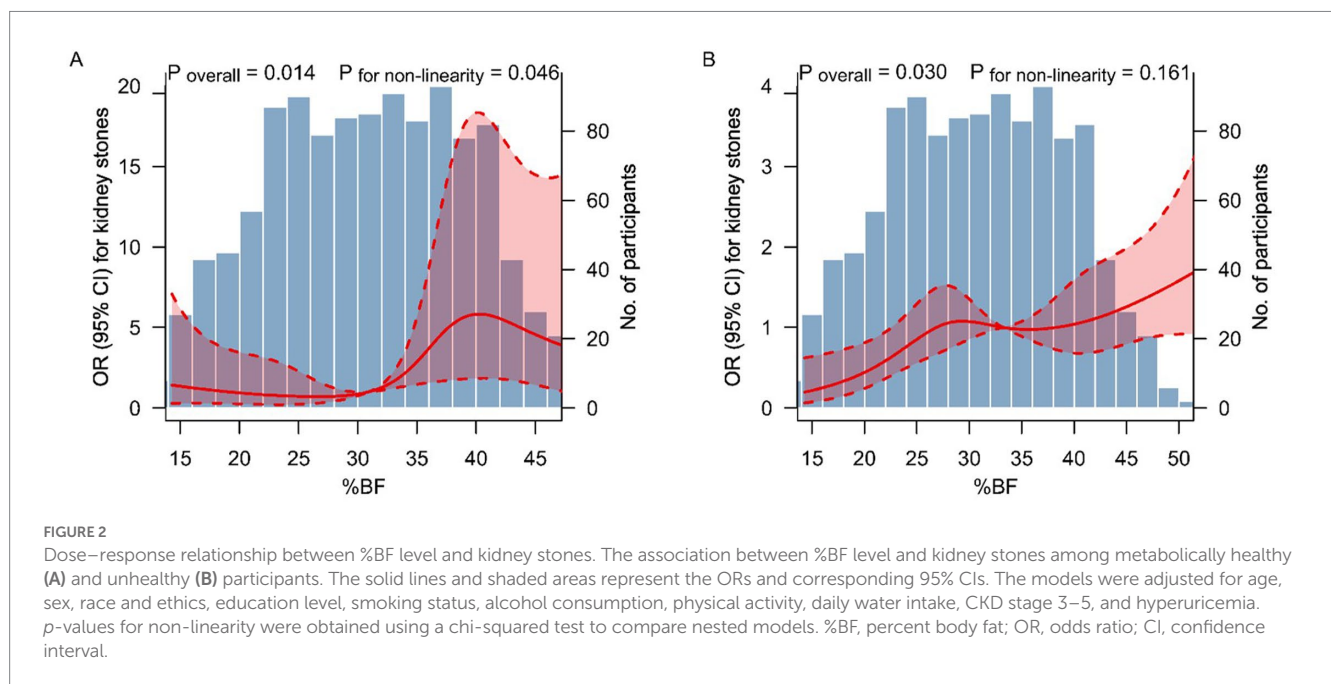 A
P overall = 0.014 P for non-linearity = 0.046
OR (95% CI) for kidney stones
20
15
10
5
0
80
60
40
20
0
No. of participants
15 20 25 30 35 40 45
%BF
B
P overall = 0.030 P for non-linearity = 0.161
OR (95% CI) for kidney stones
4
3
2
1
0
80
60
40
20
0
No. of participants
15 20 25 30 35 40 45 50
%BF
FIGURE 2
Dose–response relationship between %BF level and kidney stones. The association between %BF level and kidney stones among metabolically healthy
(A) and unhealthy (B) participants. The solid lines and shaded areas represent the ORs and corresponding 95% CIs. The models were adjusted for age,
sex, race and ethics, education level, smoking status, alcohol consumption, physical activity, daily water intake, CKD stage 3–5, and hyperuricemia.
p-values for non-linearity were obtained using a chi-squared test to compare nested models. %BF, percent body fat; OR, odds ratio; CI, confidence
interval.